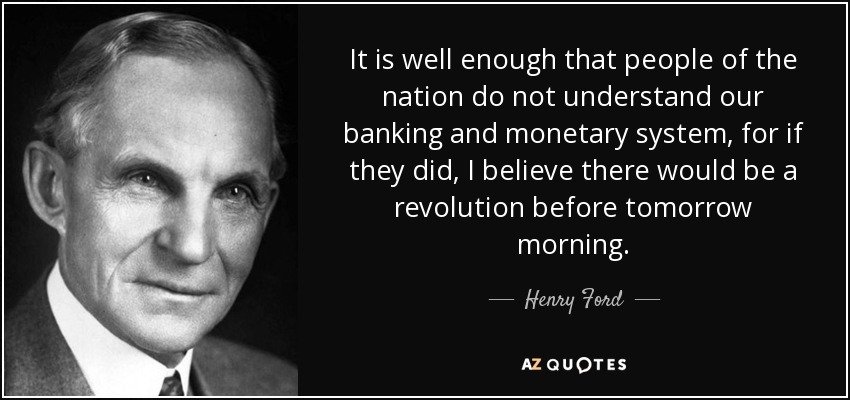 It is well enough that people of the
nation do not understand our
banking and monetary system, for if
they did, I believe there would be a
revolution before tomorrow
morning.
Henry Ford
AZ QUOTES